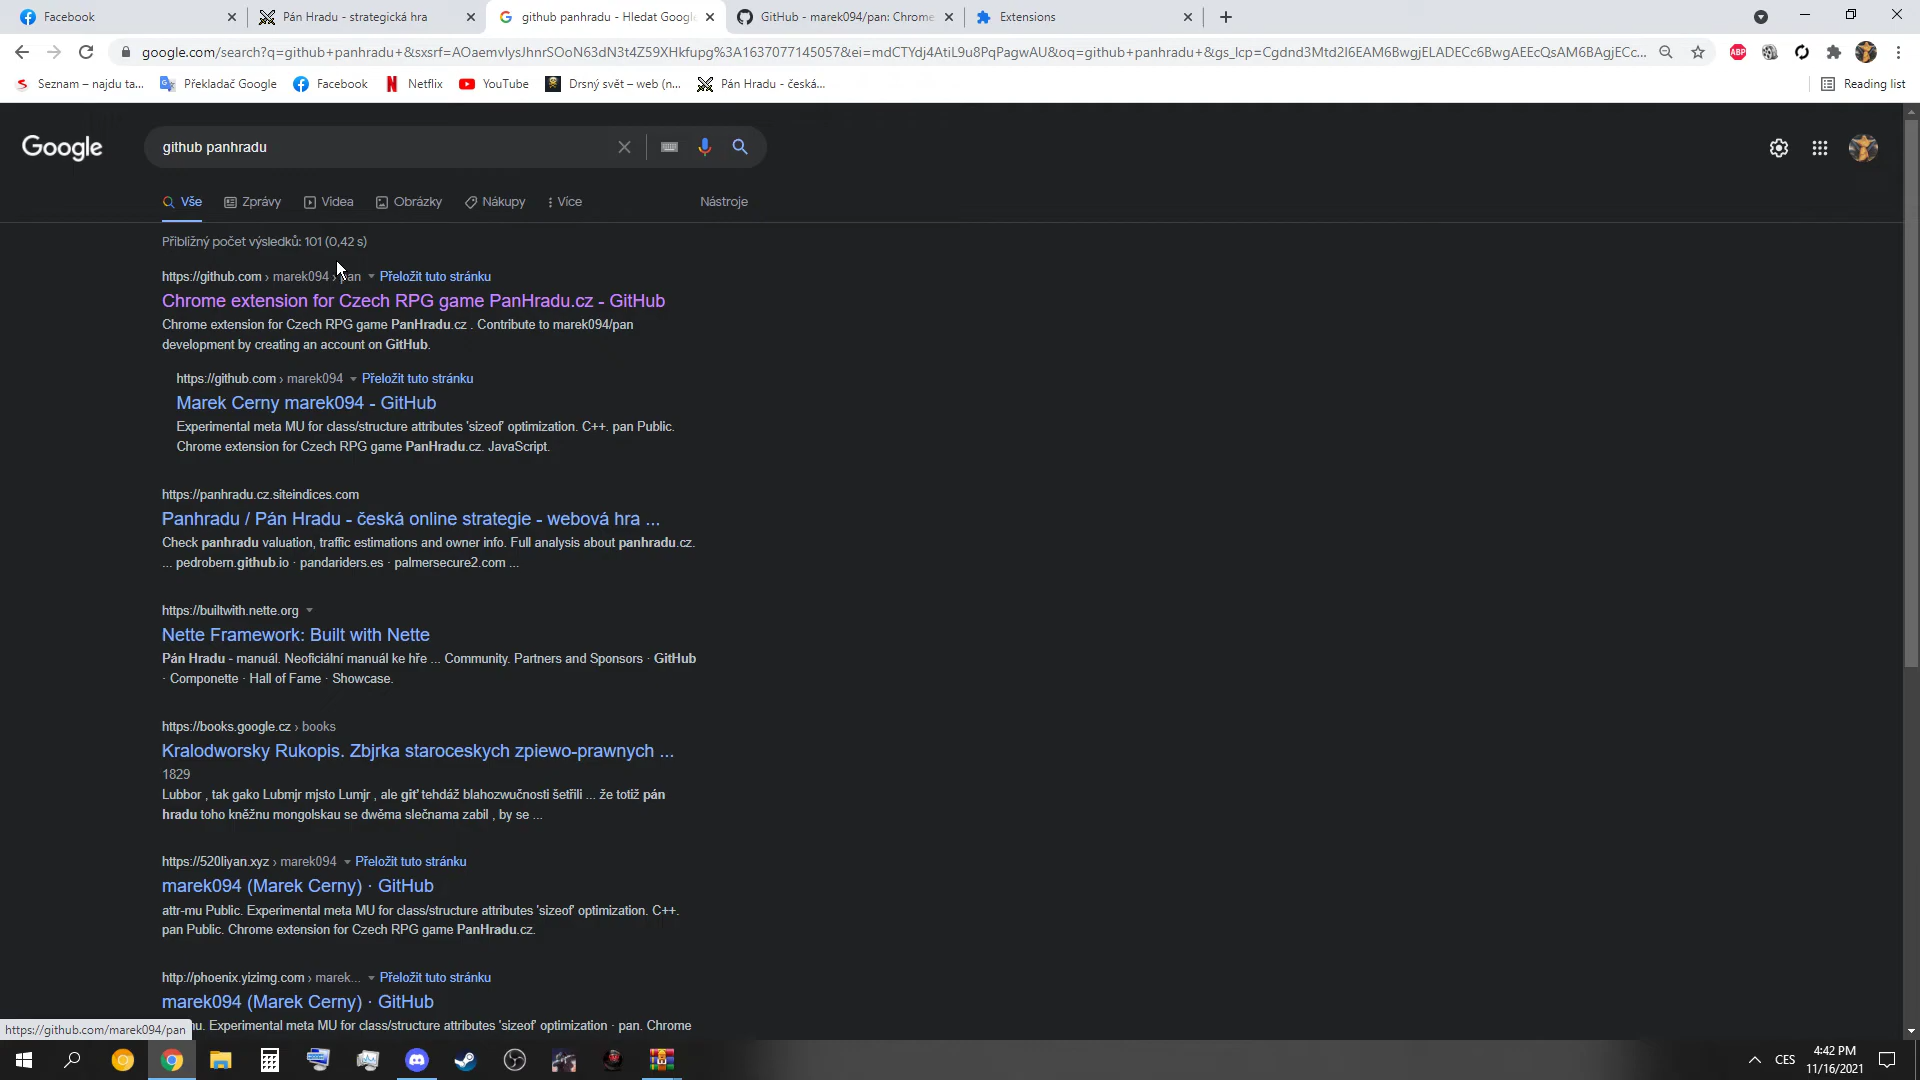 Facebook
Pán Hradu - strategická hra
github panhradu - Hledat Google
GitHub - marek094/pan: Chrome
Extensions
google.com/search?q=github+panhradu+&sxsrf=AOaemvIysJhnrSOoN63dN3t4Z59XHkfupg%3A1637077145057&ei=mdCTYdj4AtiL9u8PqPagwAU&oq=github+panhradu+&gs_lcp=Cgdnd3Mtd2l6EAM6BwgjELADECc6BwgAEEcQsAM6BAgjECc...
Seznam – najdu ta...
Překladač Google
Facebook
Netflix
YouTube
Drsný svět – web (n...
Pán Hradu - česká...
Reading list
Google
github panhradu
Vše
Zprávy
Videa
Obrázky
Nákupy
Více
Nástroje
Přibližný počet výsledků: 101 (0,42 s)
https://github.com › marek094 › pan Přeložit tuto stránku
Chrome extension for Czech RPG game PanHradu.cz - GitHub
Chrome extension for Czech RPG game PanHradu.cz . Contribute to marek094/pan
development by creating an account on GitHub.
https://github.com › marek094 Přeložit tuto stránku
Marek Cerny marek094 - GitHub
Experimental meta MU for class/structure attributes 'sizeof' optimization. C++. pan Public.
Chrome extension for Czech RPG game PanHradu.cz. JavaScript.
https://panhradu.cz.siteindices.com
Panhradu / Pán Hradu - česká online strategie - webová hra ...
Check panhradu valuation, traffic estimations and owner info. Full analysis about panhradu.cz.
... pedrobern.github.io · pandariders.es · palmersecure2.com ...
https://builtwith.nette.org
Nette Framework: Built with Nette
Pán Hradu - manuál. Neoficiální manuál ke hře ... Community. Partners and Sponsors · GitHub
· Componette · Hall of Fame · Showcase.
https://books.google.cz › books
Kralodworsky Rukopis. Zbjrka staroceskych zpiewo-prawnych ...
1829
Lubbor , tak gako Lubmjr mjsto Lumjr , ale giť tehdáž blahozwučnosti šetřili ... že totiž pán
hradu toho kněžnu mongolskau se dwěma slečnama zabil , by se ...
https://520liyan.xyz › marek094 Přeložit tuto stránku
marek094 (Marek Cerny) · GitHub
attr-mu Public. Experimental meta MU for class/structure attributes 'sizeof' optimization. C++.
pan Public. Chrome extension for Czech RPG game PanHradu.cz.
http://phoenix.yizimg.com › marek... Přeložit tuto stránku
marek094 (Marek Cerny) · GitHub
nu. Experimental meta MU for class/structure attributes 'sizeof' optimization · pan. Chrome
https://github.com/marek094/pan
CES
4:42 PM
11/16/2021